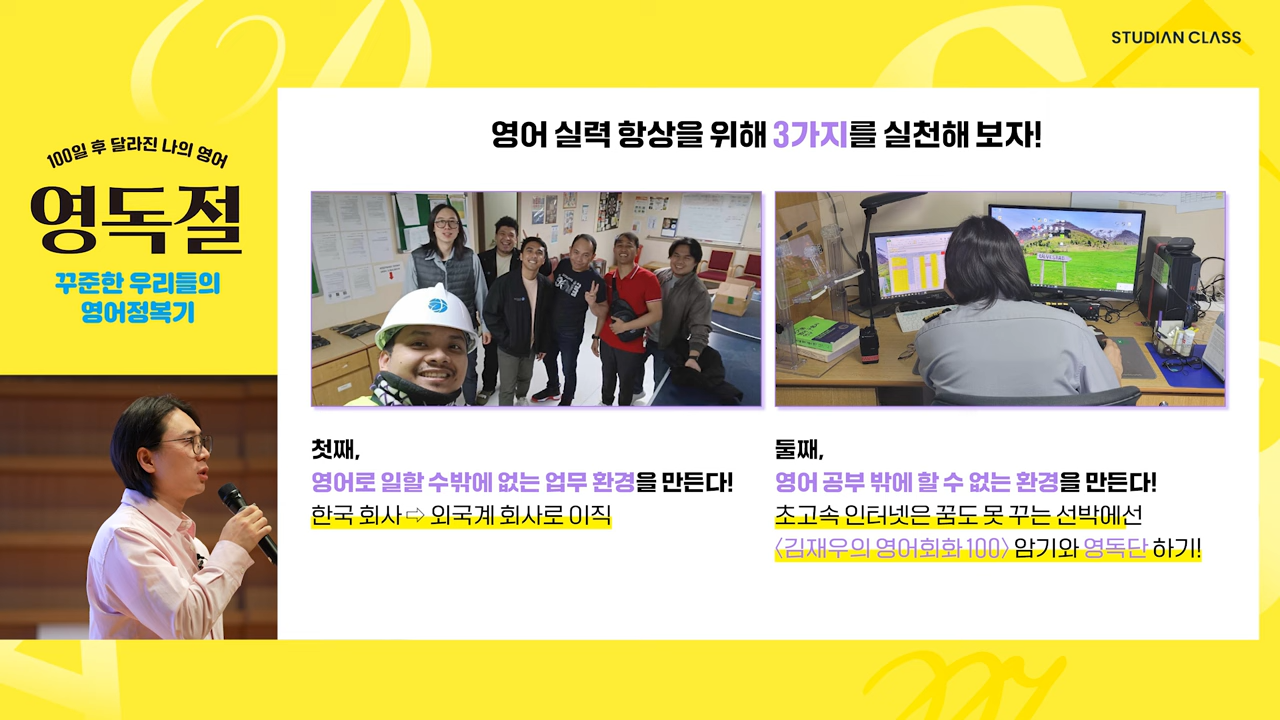 STUDIAN CLASS
100일 후 달라진 나의 영어
영독절
꾸준한 우리들의
영어정복기
영어 실력 항상을 위해 3가지를 실천해 보자!
첫째,
영어로 일할 수밖에 없는 업무 환경을 만든다!
한국 회사 ⇨ 외국계 회사로 이직
둘째,
영어 공부 밖에 할 수 없는 환경을 만든다!
초고속 인터넷은 꿈도 못 꾸는 선박에선
〈김재우의 영어회화 100〉 암기와 영독단 하기!